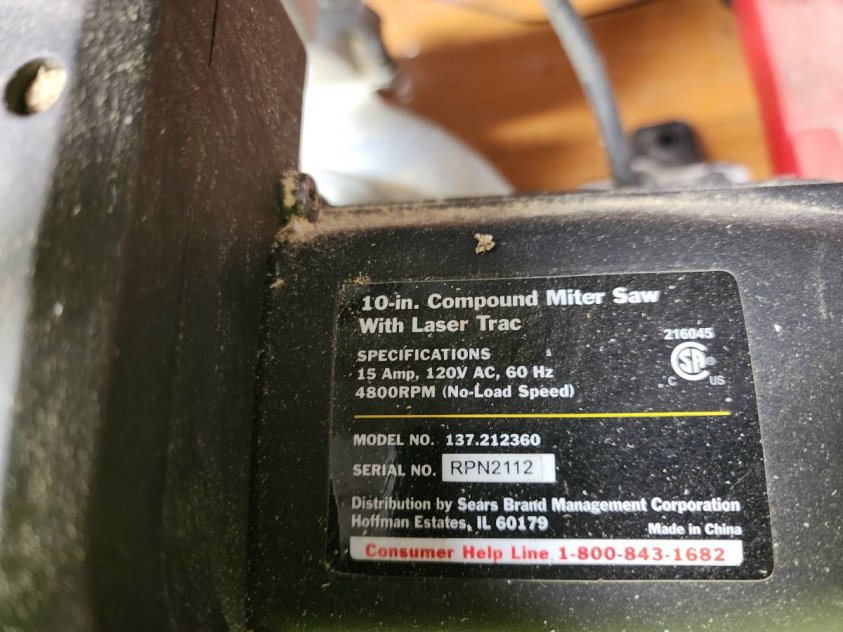 10-in. Compound Miter Saw
With Laser Trac
216045
SPECIFICATIONS
15 Amp, 120V AC, 60 Hz
4800RPM (No-Load Speed)
SA ®
C US
MODEL NO. 137.212360
SERIAL NO. RPN2112
Distribution by Sears Brand Management Corporation
Hoffman Estates, IL 60179
Made in China
Consumer Help Line 1-800-843-1682